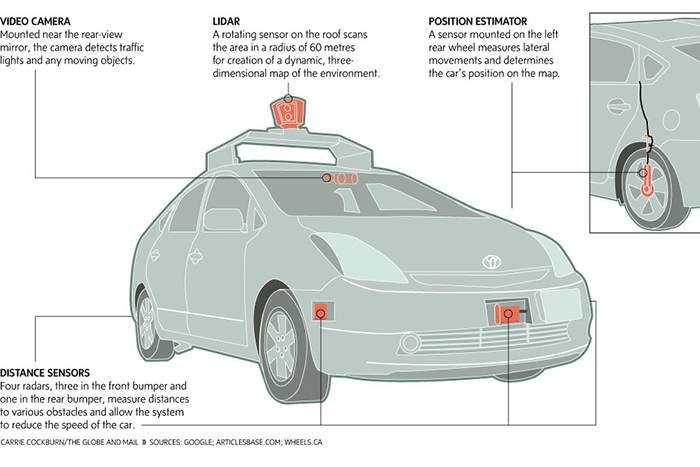 VIDEO CAMERA
Mounted near the rear-view
mirror, the camera detects traffic
lights and any moving objects.
LIDAR
A rotating sensor on the roof scans
the area in a radius of 60 metres
for creation of a dynamic, three-
dimensional map of the environment.
POSITION ESTIMATOR
A sensor mounted on the left
rear wheel measures lateral
movements and determines
the car's position on the map.
DISTANCE SENSORS
Four radars, three in the front bumper and
one in the rear bumper, measure distances
to various obstacles and allow the system
to reduce the speed of the car.
CARRIE COCKBURN/THE GLOBE AND MAIL )) SOURCES: GOOGLE; ARTICLESBASE.COM; WHEELS.CA